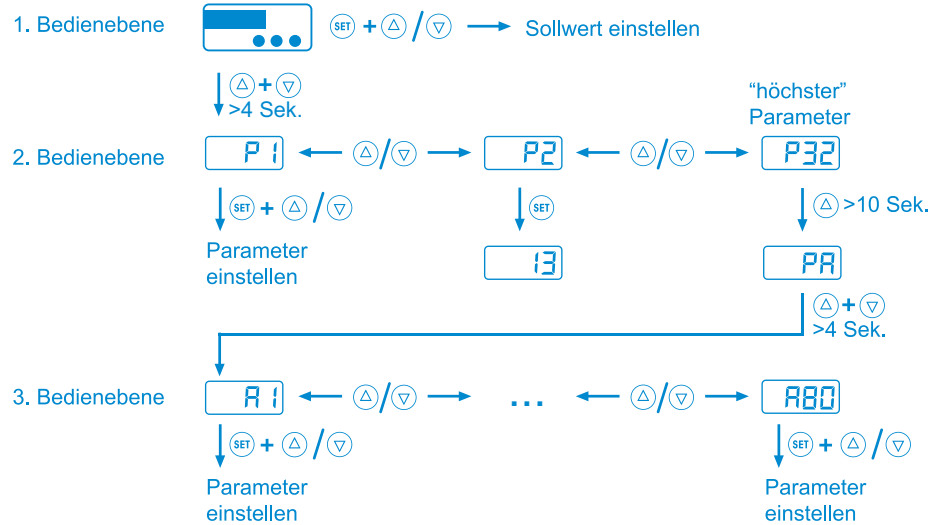 1. Bedienebene SET + △ / ▽ Sollwert einstellen
△ + ▽
>4 Sek.
"höchster"
Parameter
2. Bedienebene P1 △/▽ P2 △/▽ P32
SET + △ / ▽ SET △ >10 Sek.
Parameter
einstellen
13 PA
△ + ▽
>4 Sek.
3. Bedienebene A1 △/▽ ... △/▽ A80
SET + △ / ▽ SET + △ / ▽
Parameter Parameter
einstellen einstellen